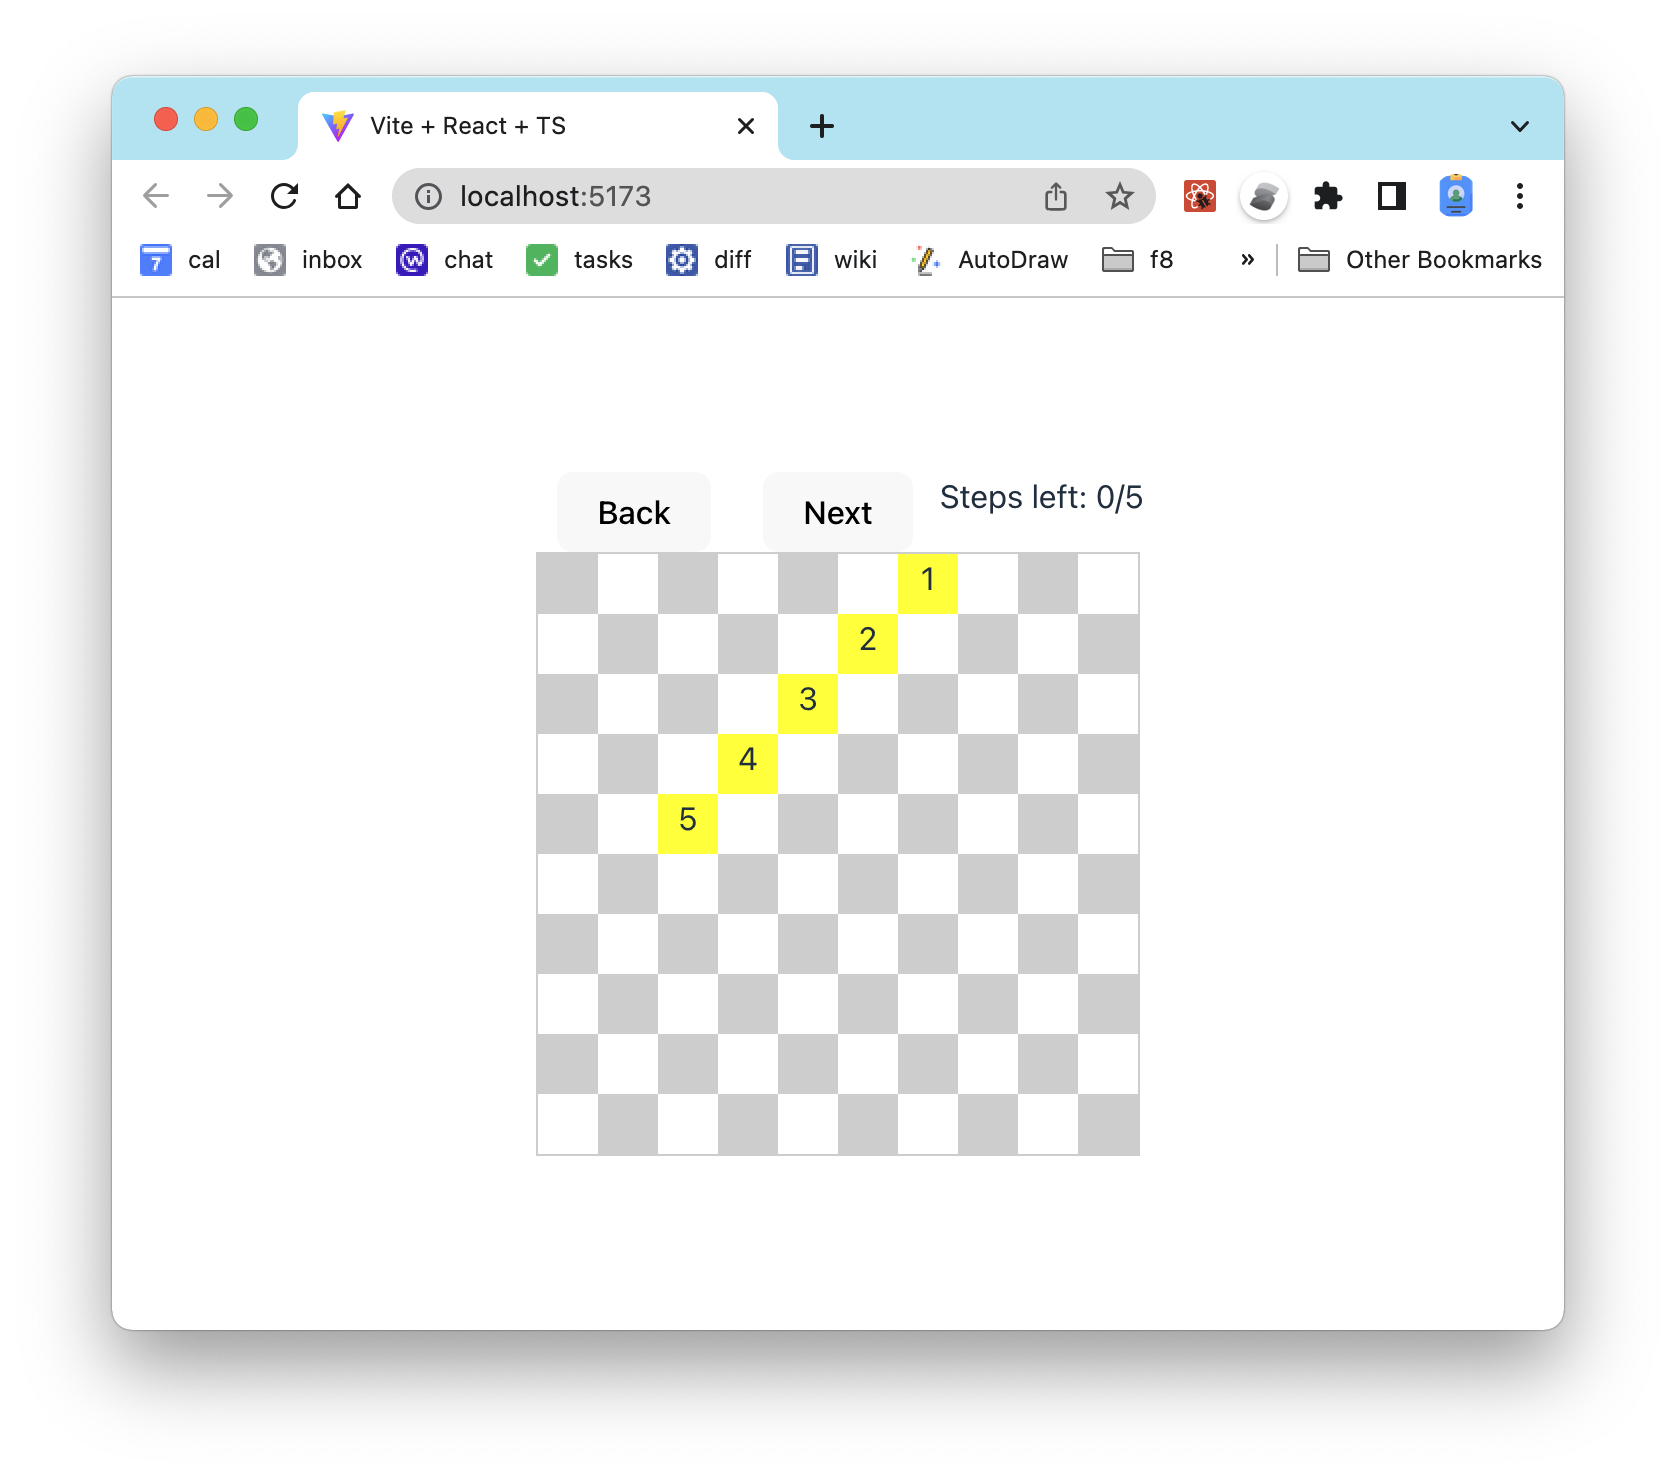 Vite + React + TS
localhost:5173
7 cal inbox chat tasks diff wiki AutoDraw f8 » Other Bookmarks
Back Next Steps left: 0/5
1
2
3
4
5